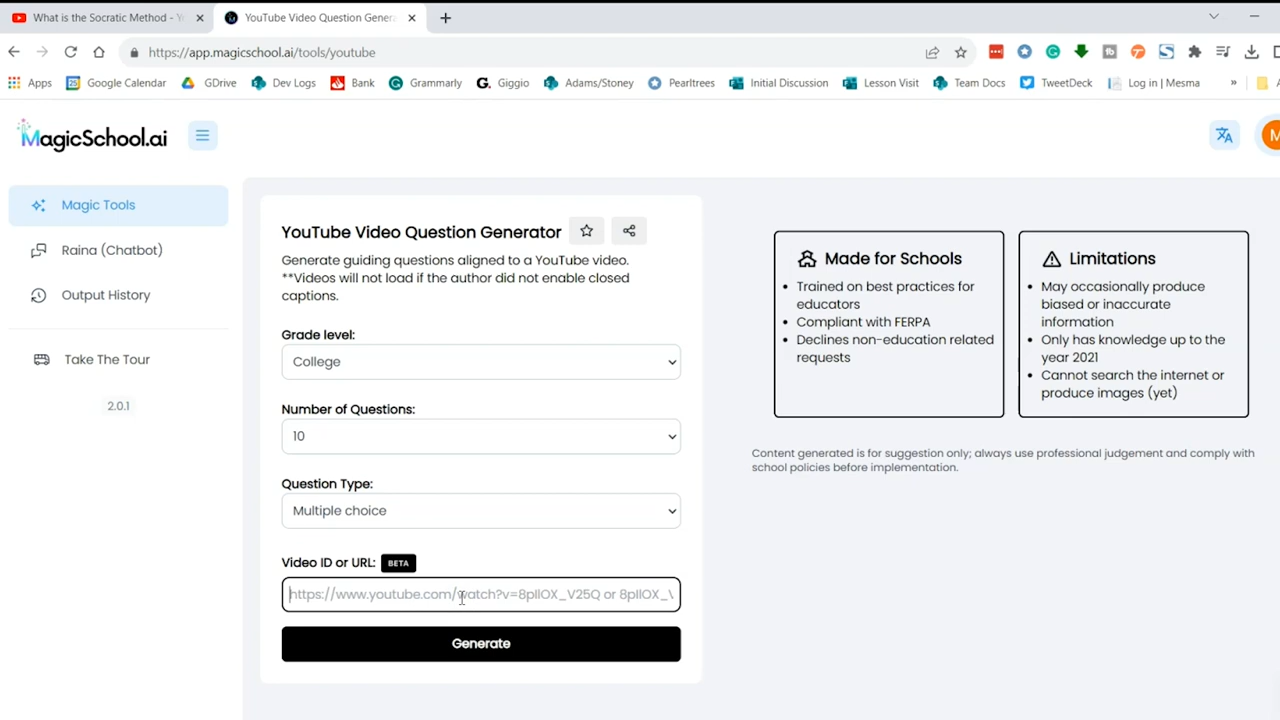 What is the Socratic Method - Y
YouTube Video Question Genera
https://app.magicschool.ai/tools/youtube
Apps
Google Calendar
GDrive
Dev Logs
Bank
Grammarly
Giggio
Adams/Stoney
Pearltrees
Initial Discussion
Lesson Visit
Team Docs
TweetDeck
Log in | Mesma
»
MagicSchool.ai
M
Magic Tools
Raina (Chatbot)
Output History
Take The Tour
2.0.1
YouTube Video Question Generator
Generate guiding questions aligned to a YouTube video.
**Videos will not load if the author did not enable closed
captions.
Grade level:
College
Number of Questions:
10
Question Type:
Multiple choice
Video ID or URL: BETA
https://www.youtube.com/watch?v=8pIlOX_V25Q or 8pIlOX_V
Generate
Made for Schools
Trained on best practices for
educators
Compliant with FERPA
Declines non-education related
requests
Limitations
May occasionally produce
biased or inaccurate
information
Only has knowledge up to the
year 2021
Cannot search the internet or
produce images (yet)
Content generated is for suggestion only; always use professional judgement and comply with
school policies before implementation.